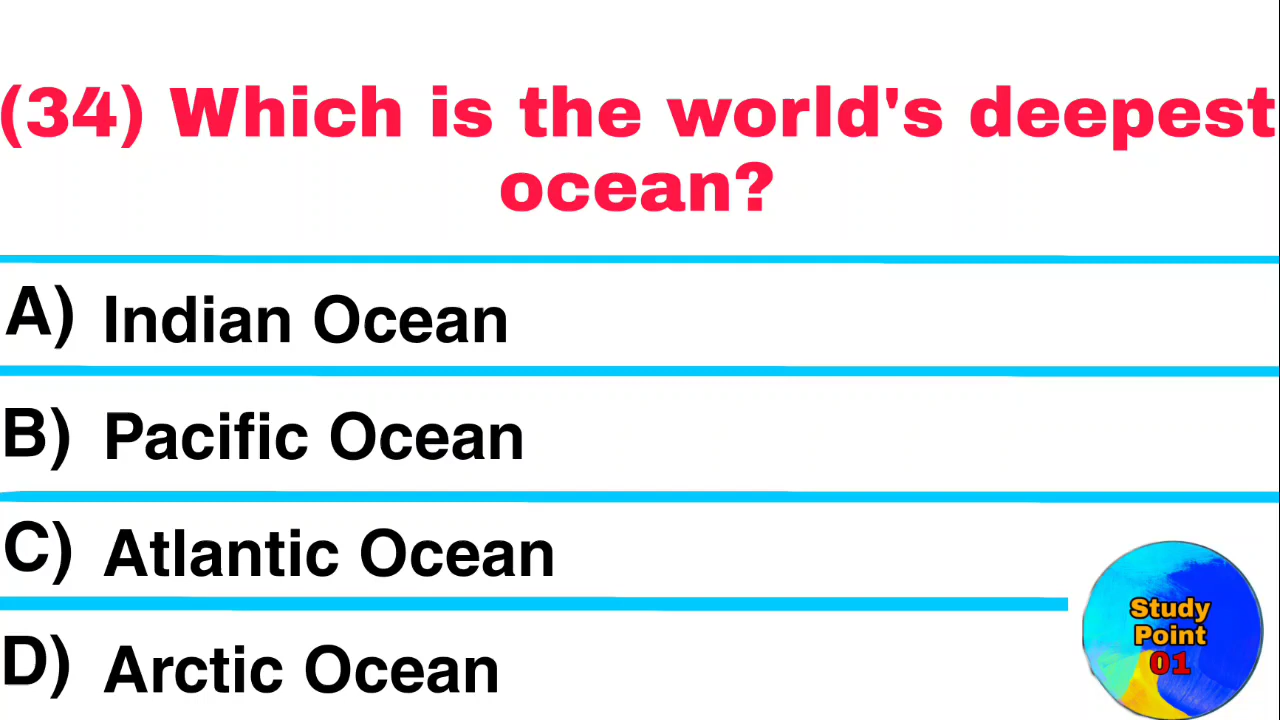 (34) Which is the world's deepest
ocean?
A) Indian Ocean
B) Pacific Ocean
C) Atlantic Ocean
D) Arctic Ocean
Study
Point
01